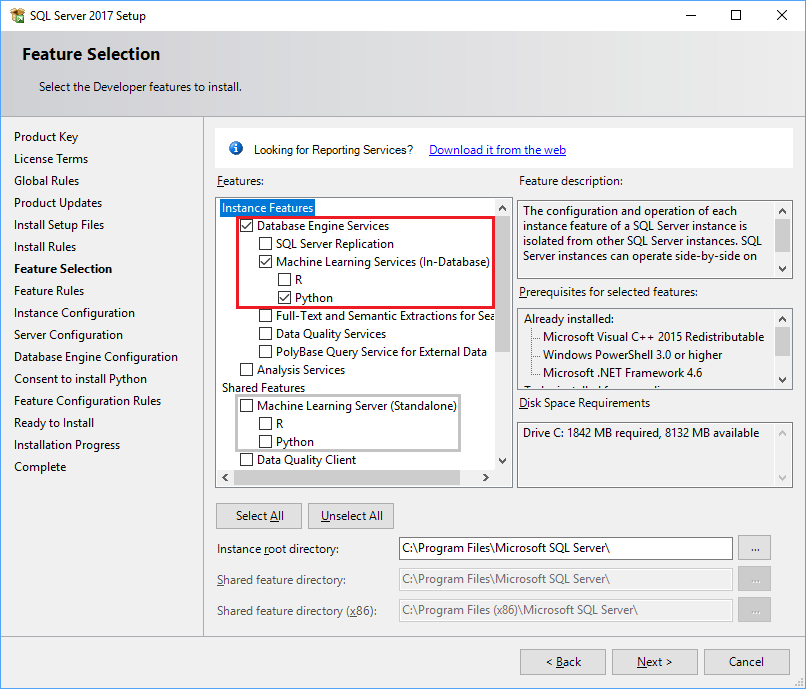 SQL Server 2017 Setup
Feature Selection
Select the Developer features to install.
Product Key
License Terms
Global Rules
Product Updates
Install Setup Files
Install Rules
Feature Selection
Feature Rules
Instance Configuration
Server Configuration
Database Engine Configuration
Consent to install Python
Feature Configuration Rules
Ready to Install
Installation Progress
Complete
Looking for Reporting Services? Download it from the web
Features:
Instance Features
Database Engine Services
SQL Server Replication
Machine Learning Services (In-Database)
R
Python
Full-Text and Semantic Extractions for Sea
Data Quality Services
PolyBase Query Service for External Data
Analysis Services
Shared Features
Machine Learning Server (Standalone)
R
Python
Data Quality Client
Feature description:
The configuration and operation of each
instance feature of a SQL Server instance is
isolated from other SQL Server instances. SQL
Server instances can operate side-by-side on
Prerequisites for selected features:
Already installed:
Microsoft Visual C++ 2015 Redistributable
Windows PowerShell 3.0 or higher
Microsoft .NET Framework 4.6
Disk Space Requirements
Drive C: 1842 MB required, 8132 MB available
Select All
Unselect All
Instance root directory: C:\Program Files\Microsoft SQL Server\ ...
Shared feature directory: C:\Program Files\Microsoft SQL Server\ ...
Shared feature directory (x86): C:\Program Files (x86)\Microsoft SQL Server\ ...
< Back
Next >
Cancel